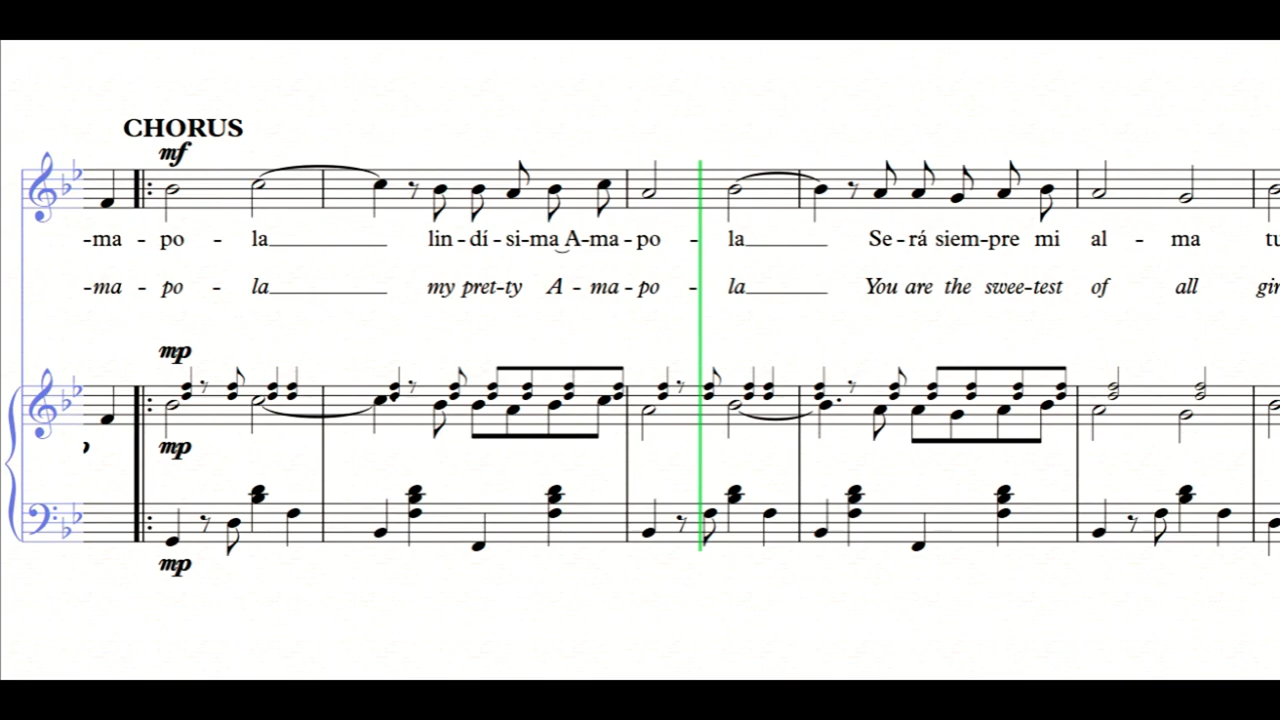 CHORUS
mf
-ma - po - la lin-dí-si-ma A-ma-po - la Se-rá siem-pre mi al - ma tu
-ma - po - la my pret-ty A-ma-po - la You are the swee-test of all gir
mp
mp
mp